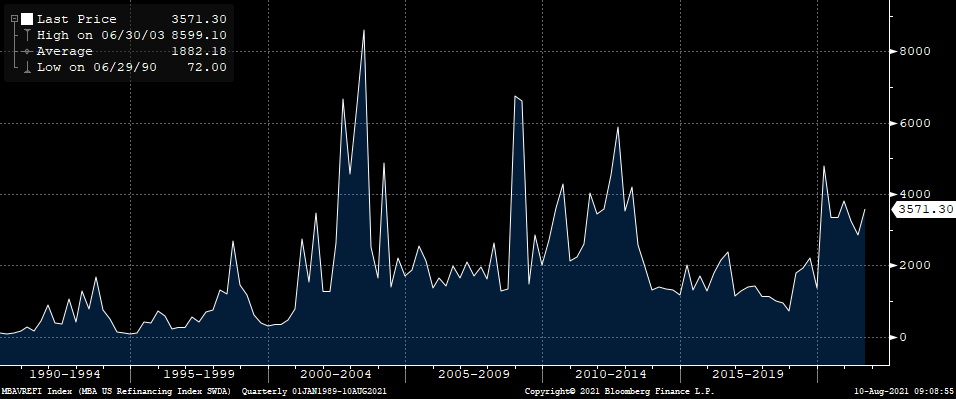 Last Price 3571.30
High on 06/30/03 8599.10
Average 1882.18
Low on 06/29/90 72.00
8000
6000
4000
3571.30
2000
0
1990-1994 1995-1999 2000-2004 2005-2009 2010-2014 2015-2019
MBAVREFI Index (MBA US Refinancing Index SWDA) Quarterly 01JAN1989-10AUG2021 Copyright© 2021 Bloomberg Finance L.P. 10-Aug-2021 09:08:55